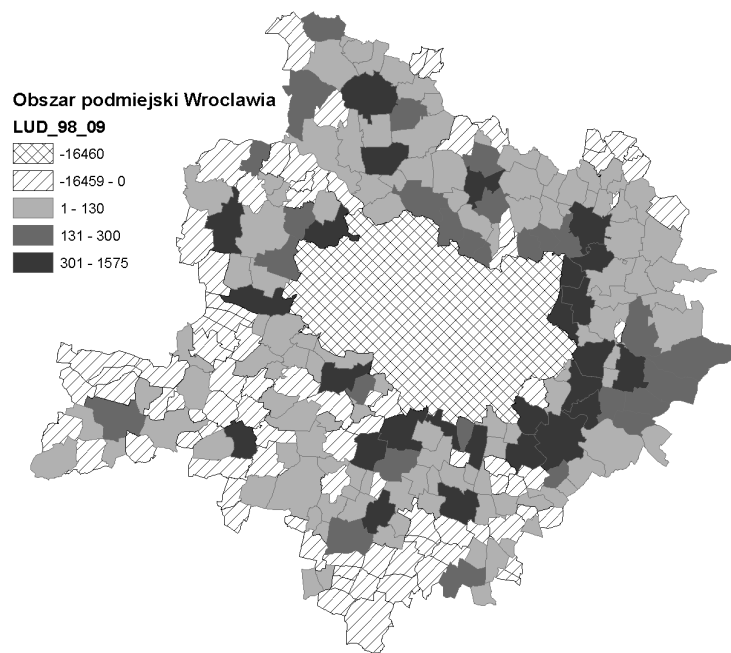 Obszar podmiejski Wroclawia
LUD_98_09
-16460
-16459 - 0
1 - 130
131 - 300
301 - 1575